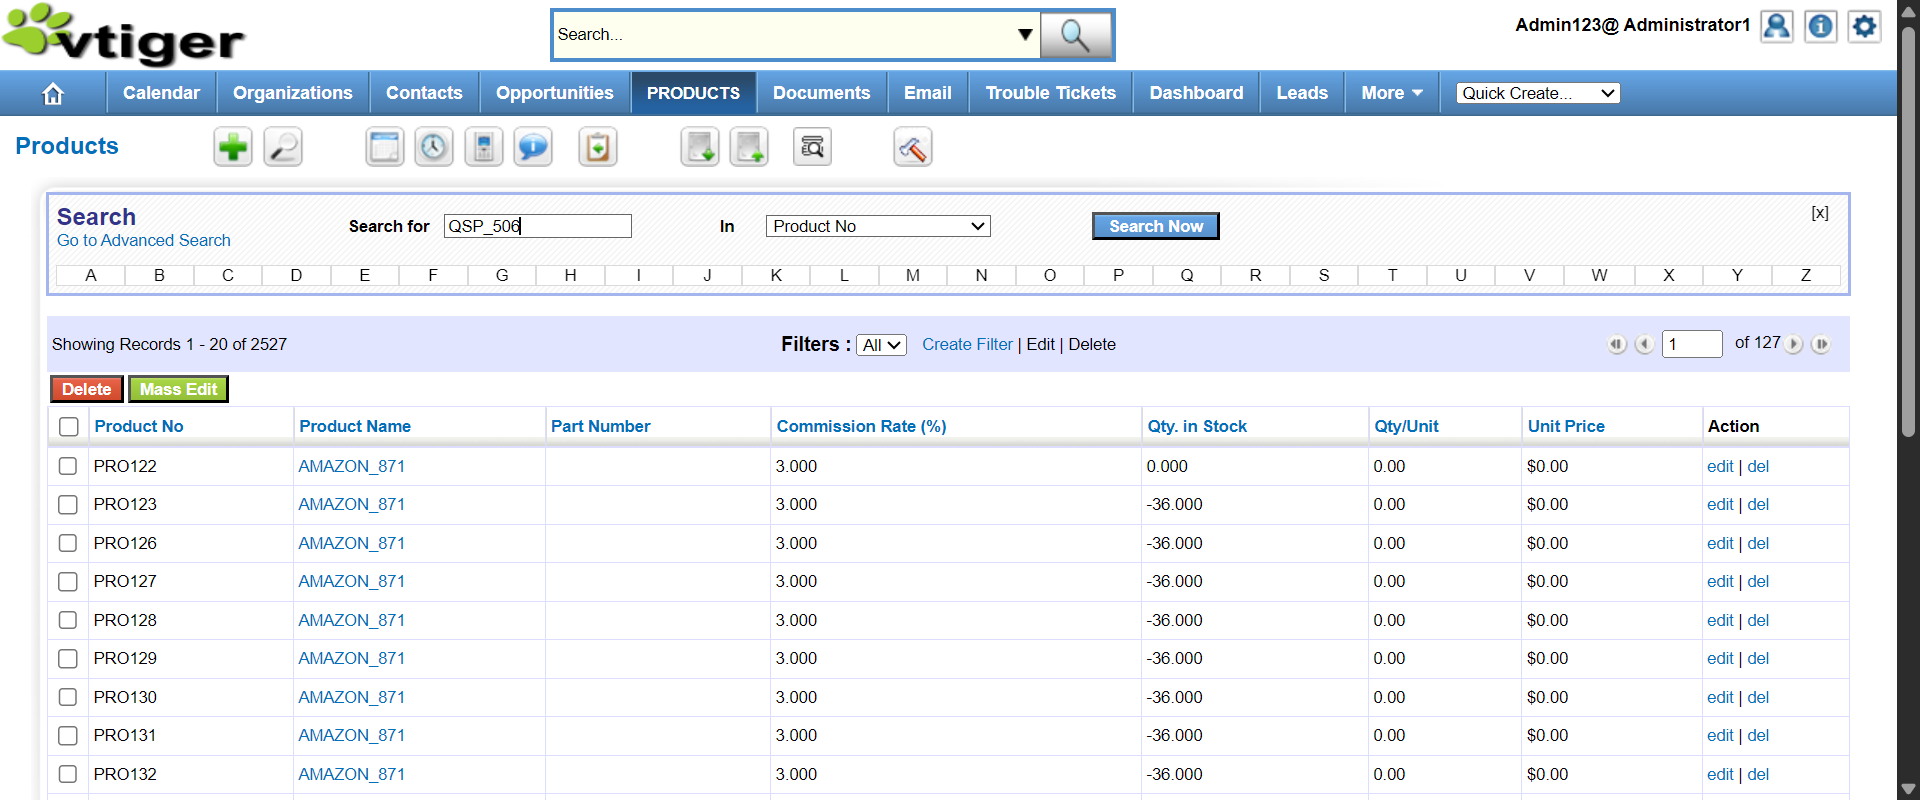 vtiger
Search...
Admin123@ Administrator1
Calendar Organizations Contacts Opportunities PRODUCTS Documents Email Trouble Tickets Dashboard Leads More Quick Create...
Products
Search
Go to Advanced Search
Search for QSP_506 In Product No Search Now [x]
A B C D E F G H I J K L M N O P Q R S T U V W X Y Z
Showing Records 1 - 20 of 2527 Filters : All Create Filter | Edit | Delete 1 of 127
Delete Mass Edit
Product No Product Name Part Number Commission Rate (%) Qty. in Stock Qty/Unit Unit Price Action
PRO122 AMAZON_871 3.000 0.000 0.00 $0.00 edit | del
PRO123 AMAZON_871 3.000 -36.000 0.00 $0.00 edit | del
PRO126 AMAZON_871 3.000 -36.000 0.00 $0.00 edit | del
PRO127 AMAZON_871 3.000 -36.000 0.00 $0.00 edit | del
PRO128 AMAZON_871 3.000 -36.000 0.00 $0.00 edit | del
PRO129 AMAZON_871 3.000 -36.000 0.00 $0.00 edit | del
PRO130 AMAZON_871 3.000 -36.000 0.00 $0.00 edit | del
PRO131 AMAZON_871 3.000 -36.000 0.00 $0.00 edit | del
PRO132 AMAZON_871 3.000 -36.000 0.00 $0.00 edit | del